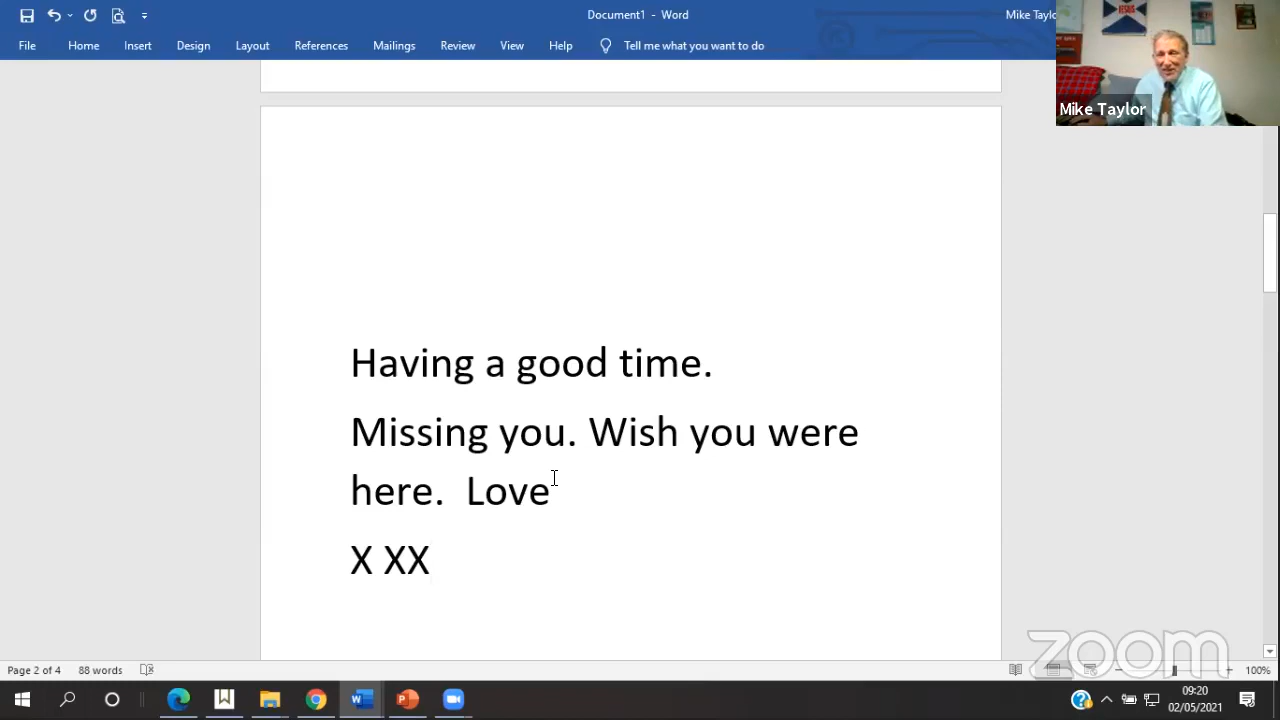 Document1 - Word
Mike Taylo
File Home Insert Design Layout References Mailings Review View Help Tell me what you want to do
Mike Taylor
Having a good time.
Missing you. Wish you were
here. Love
X XX
zoom
Page 2 of 4 88 words
100%
09:20
02/05/2021